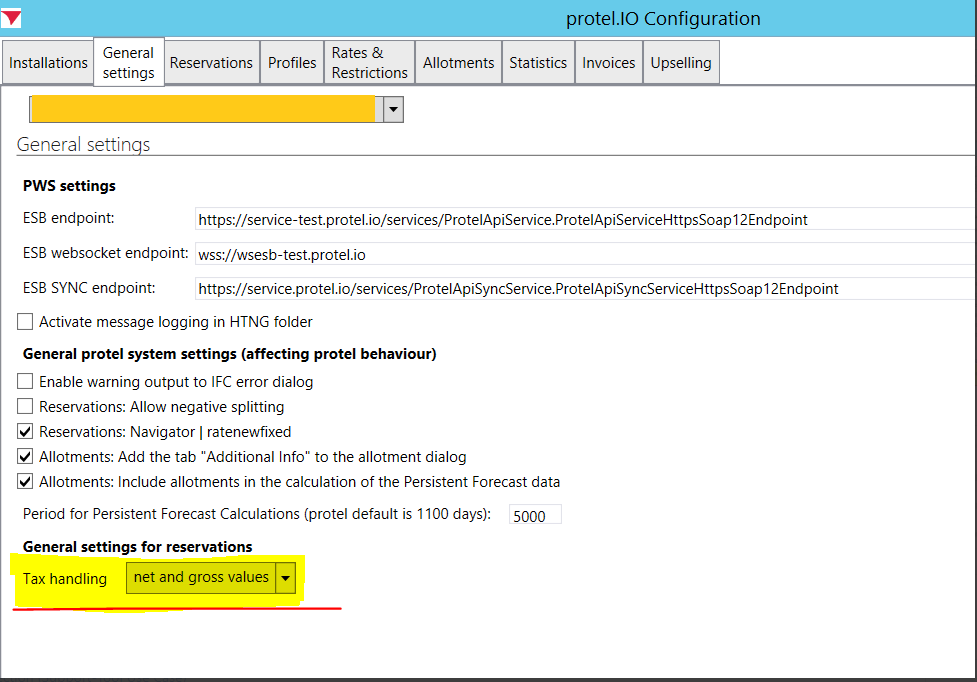 protel.IO Configuration
Installations
General settings
Reservations
Profiles
Rates & Restrictions
Allotments
Statistics
Invoices
Upselling
General settings
PWS settings
ESB endpoint: https://service-test.protel.io/services/ProtelApiService.ProtelApiServiceHttpsSoap12Endpoint
ESB websocket endpoint: wss://wsesb-test.protel.io
ESB SYNC endpoint: https://service.protel.io/services/ProtelApiSyncService.ProtelApiSyncServiceHttpsSoap12Endpoint
Activate message logging in HTNG folder
General protel system settings (affecting protel behaviour)
Enable warning output to IFC error dialog
Reservations: Allow negative splitting
Reservations: Navigator | ratenewfixed
Allotments: Add the tab "Additional Info" to the allotment dialog
Allotments: Include allotments in the calculation of the Persistent Forecast data
Period for Persistent Forecast Calculations (protel default is 1100 days): 5000
General settings for reservations
Tax handling net and gross values